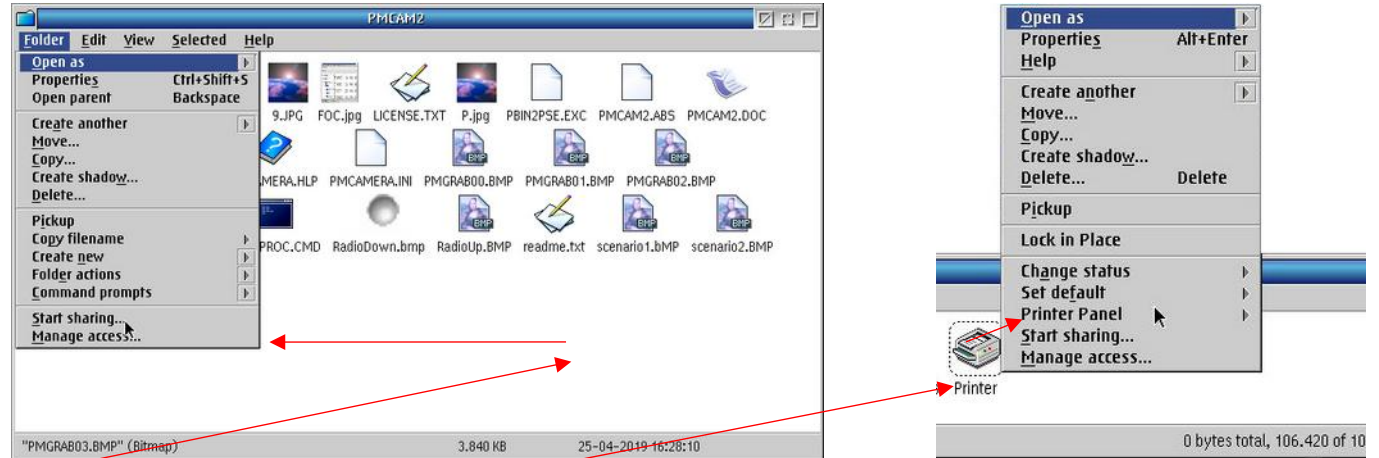 PMCAM2
Folder Edit View Selected Help
Open as
Properties Ctrl+Shift+S
Open parent Backspace
Create another
Move...
Copy...
Create shadow...
Delete...
Pickup
Copy filename
Create new
Folder actions
Command prompts
Start sharing...
Manage access...
9.JPG FOC.jpg LICENSE.TXT P.jpg PBIN2PSE.EXC PMCAM2.ABS PMCAM2.DOC
MERA.HLP PMCAMERA.INI PMGRAB00.BMP PMGRAB01.BMP PMGRAB02.BMP
PROC.CMD RadioDown.bmp RadioUp.BMP readme.txt scenario1.bMP scenario2.BMP
"PMGRAB03.BMP" (Bitmap) 3.840 KB 25-04-2019 16:28:10
Open as
Properties Alt+Enter
Help
Create another
Move...
Copy...
Create shadow...
Delete... Delete
Pickup
Lock in Place
Change status
Set default
Printer Panel
Start sharing...
Manage access...
Printer
0 bytes total, 106.420 of 10